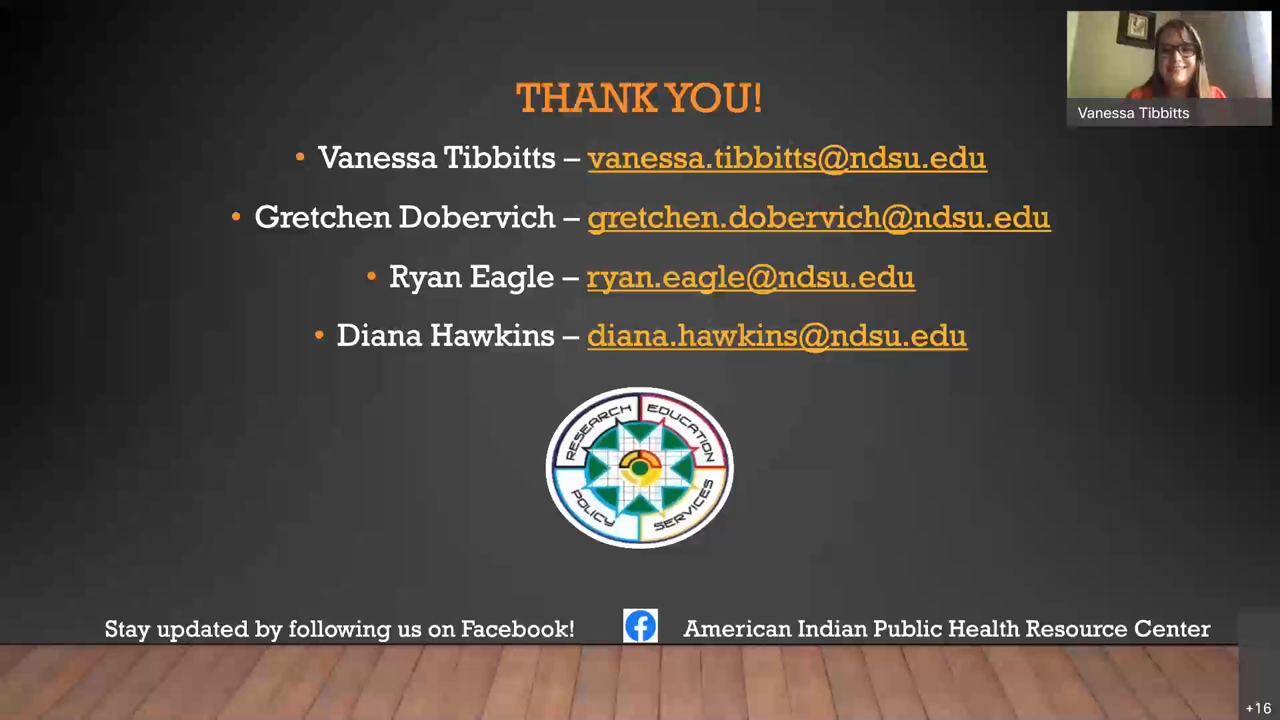 THANK YOU!
• Vanessa Tibbitts – vanessa.tibbitts@ndsu.edu
• Gretchen Dobervich – gretchen.dobervich@ndsu.edu
• Ryan Eagle – ryan.eagle@ndsu.edu
• Diana Hawkins – diana.hawkins@ndsu.edu
RESEARCH
EDUCATION
POLICY
SERVICES
Stay updated by following us on Facebook!
American Indian Public Health Resource Center
Vanessa Tibbitts
+16